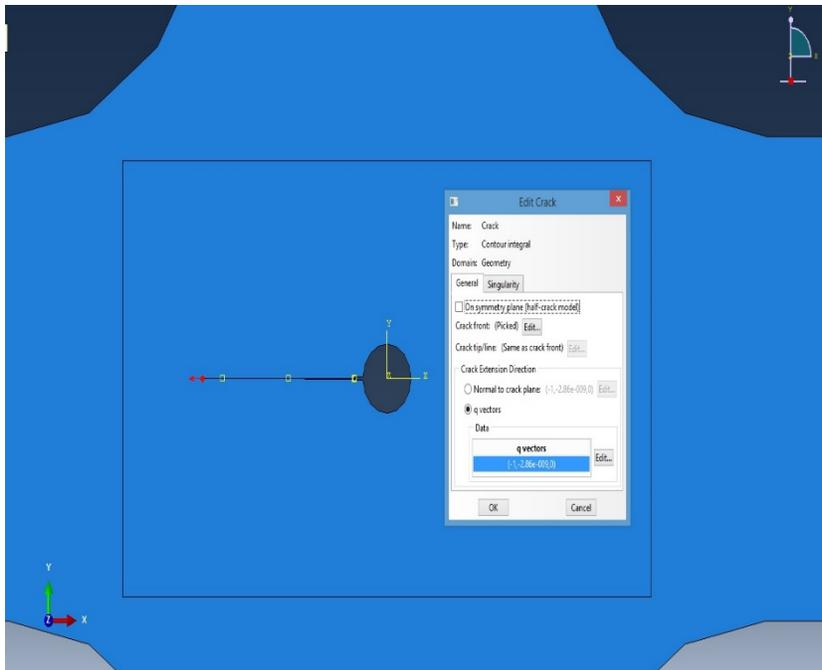 Y
X
Edit Crack
x
Name: Crack
Type: Contour integral
Domain: Geometry
General Singularity
On symmetry plane (half-crack model)
Crack front: (Picked) Edit...
Crack tip/line: (Same as crack front) Edit...
Crack Extension Direction
Normal to crack plane: (-1,-2.86e-009,0) Edit...
q vectors
Data
q vectors
(-1,-2.86e-009,0)
Edit...
OK Cancel
Y
Y
Z X